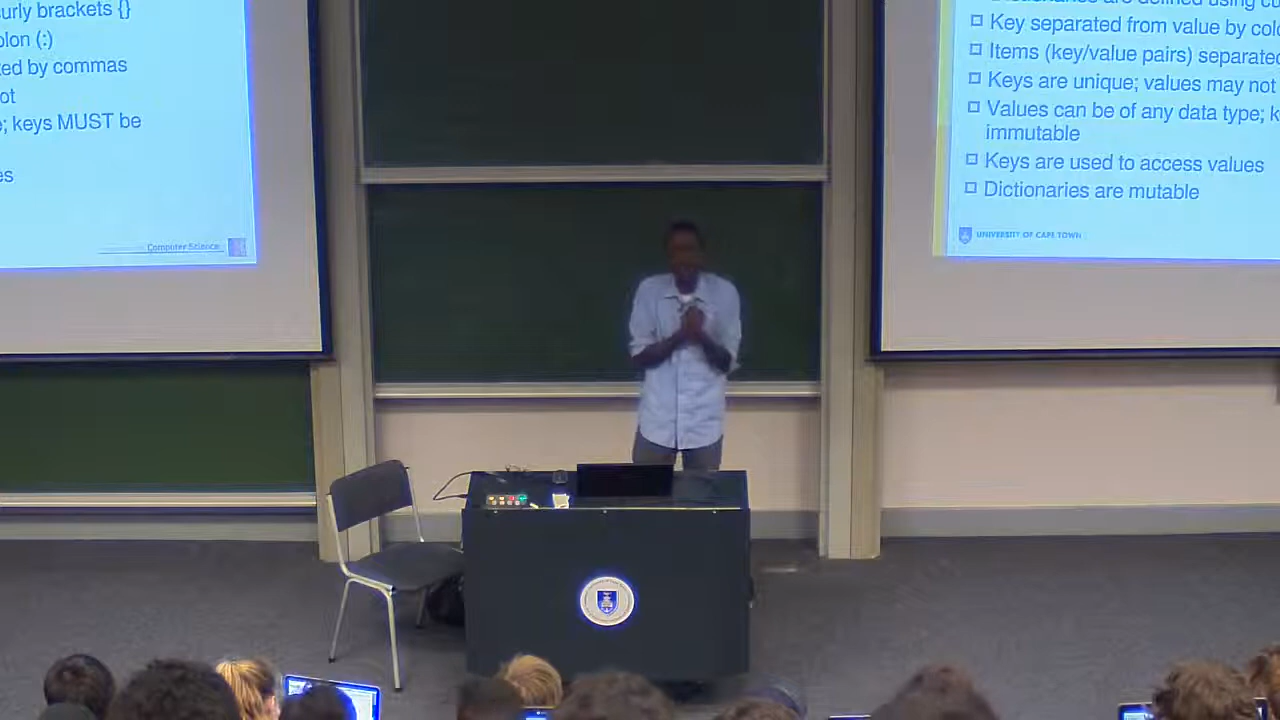 urly brackets {}
olon (:)
ted by commas
ot
e; keys MUST be
es
Computer Science
Key separated from value by colo
Items (key/value pairs) separated
Keys are unique; values may not
Values can be of any data type; k
immutable
Keys are used to access values
Dictionaries are mutable
UNIVERSITY OF CAPE TOWN